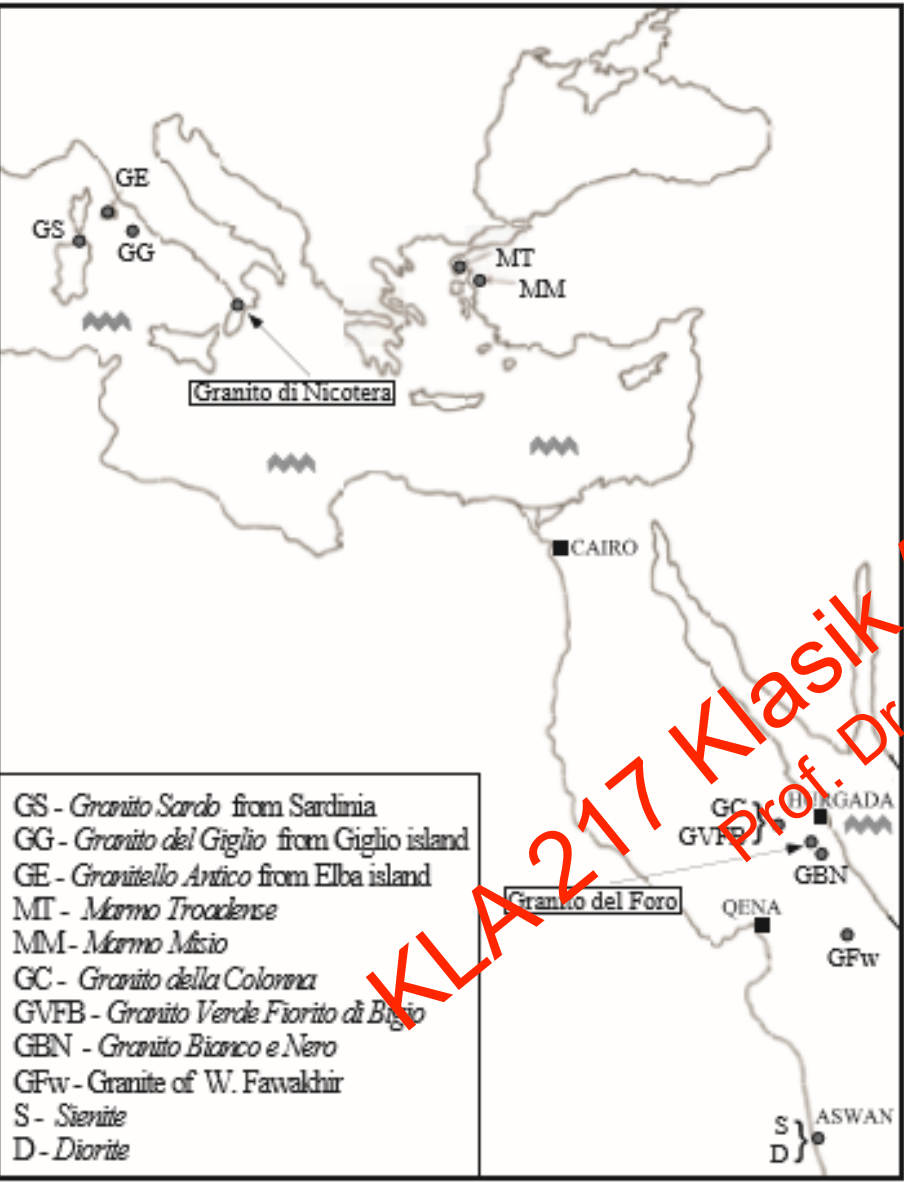 GE
GS
GG
MT
MM
Granito di Nicotera
CAIRO
GC
HURGADA
GVFB
GBN
Granito del Foro
QENA
GFw
S
D
ASWAN
GS - Granito Sardo from Sardinia
GG - Granito del Giglio from Giglio island
GE - Granitello Antico from Elba island
MT - Marmo Troadense
MM - Marmo Misio
GC - Granito della Colonna
GVFB - Granito Verde Fiorito di Bigio
GBN - Granito Bianco e Nero
GFw - Granite of W. Fawakhir
S - Sienite
D - Diorite
KLA 217 Klasik
Prof. Dr